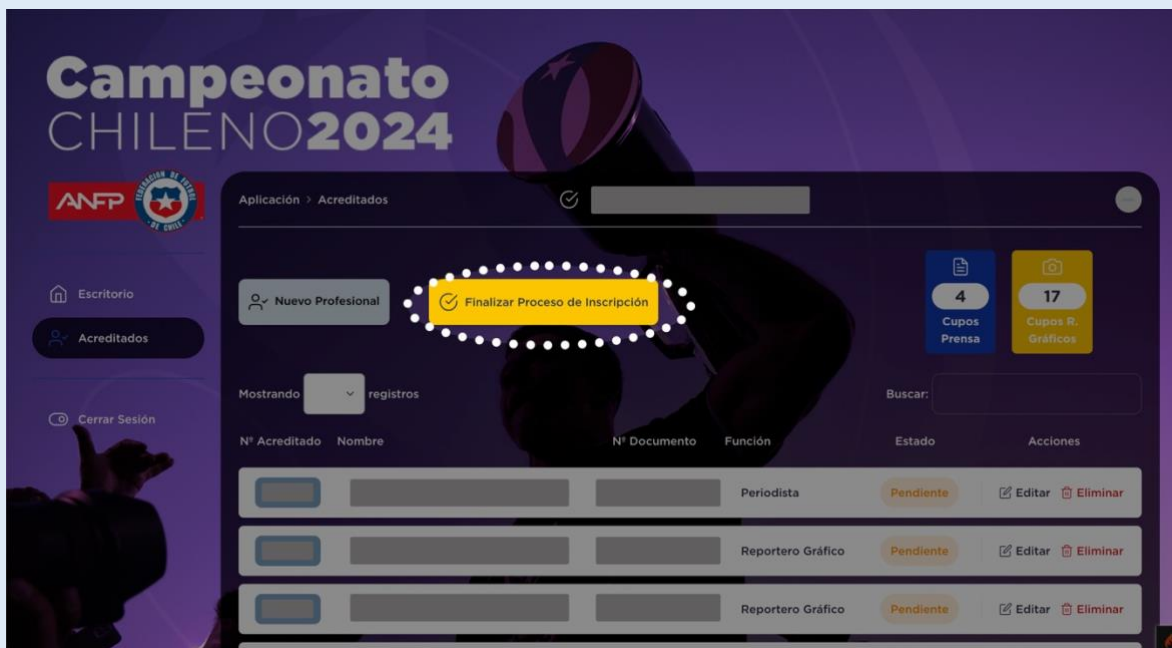 Campeonato
CHILENO2024
ANFP
FEDERACION DE FUTBOL
DE CHILE
Aplicación > Acreditados
Escritorio
Acreditados
Cerrar Sesión
Nuevo Profesional
Finalizar Proceso de Inscripción
4
Cupos
Prensa
17
Cupos R.
Gráficos
Mostrando registros
Buscar:
Nº Acreditado Nombre Nº Documento Función Estado Acciones
Periodista Pendiente Editar Eliminar
Reportero Gráfico Pendiente Editar Eliminar
Reportero Gráfico Pendiente Editar Eliminar